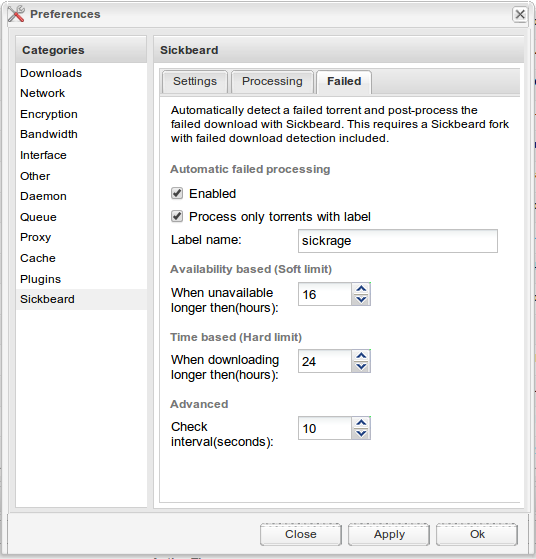 Preferences
Categories
Downloads
Network
Encryption
Bandwidth
Interface
Other
Daemon
Queue
Proxy
Cache
Plugins
Sickbeard
Sickbeard
Settings Processing Failed
Automatically detect a failed torrent and post-process the
failed download with Sickbeard. This requires a Sickbeard fork
with failed download detection included.
Automatic failed processing
Enabled
Process only torrents with label
Label name: sickrage
Availability based (Soft limit)
When unavailable
longer then(hours): 16
Time based (Hard limit)
When downloading
longer then(hours): 24
Advanced
Check
interval(seconds): 10
Close Apply Ok